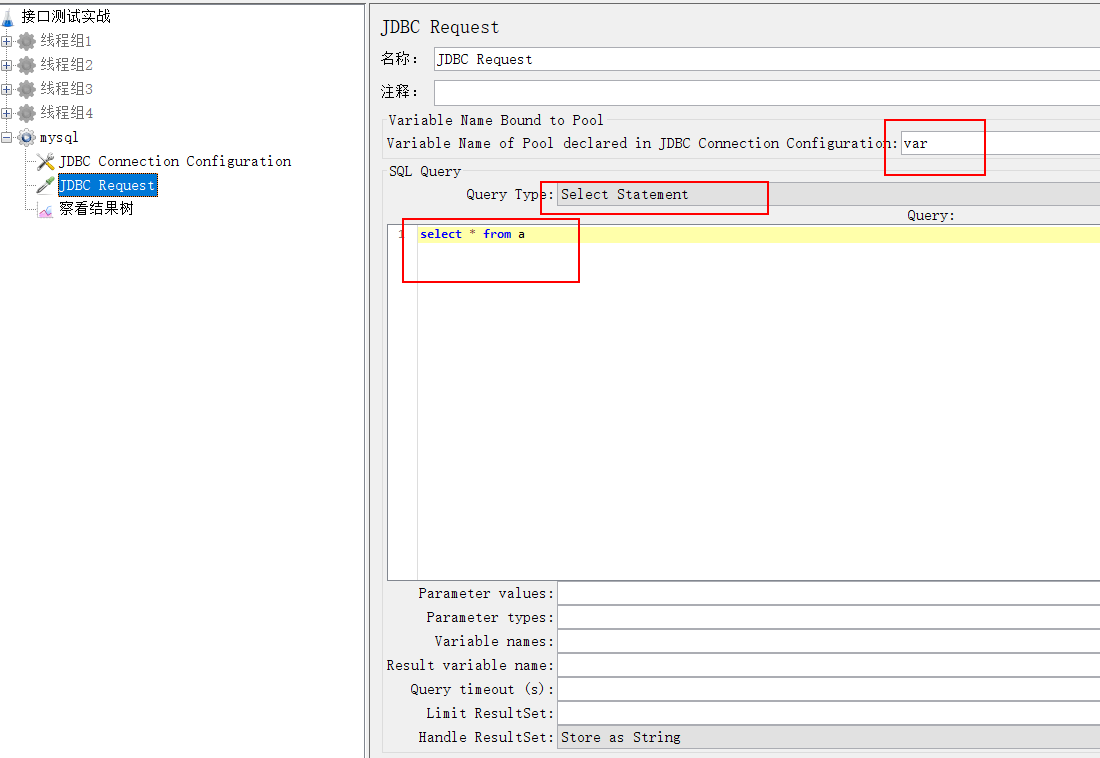 接口测试实战
线程组1
线程组2
线程组3
线程组4
mysql
JDBC Connection Configuration
JDBC Request
察看结果树
JDBC Request
名称： JDBC Request
注释：
Variable Name Bound to Pool
Variable Name of Pool declared in JDBC Connection Configuration: var
SQL Query
Query Type: Select Statement
Query:
1 select * from a
Parameter values:
Parameter types:
Variable names:
Result variable name:
Query timeout (s):
Limit ResultSet:
Handle ResultSet: Store as String